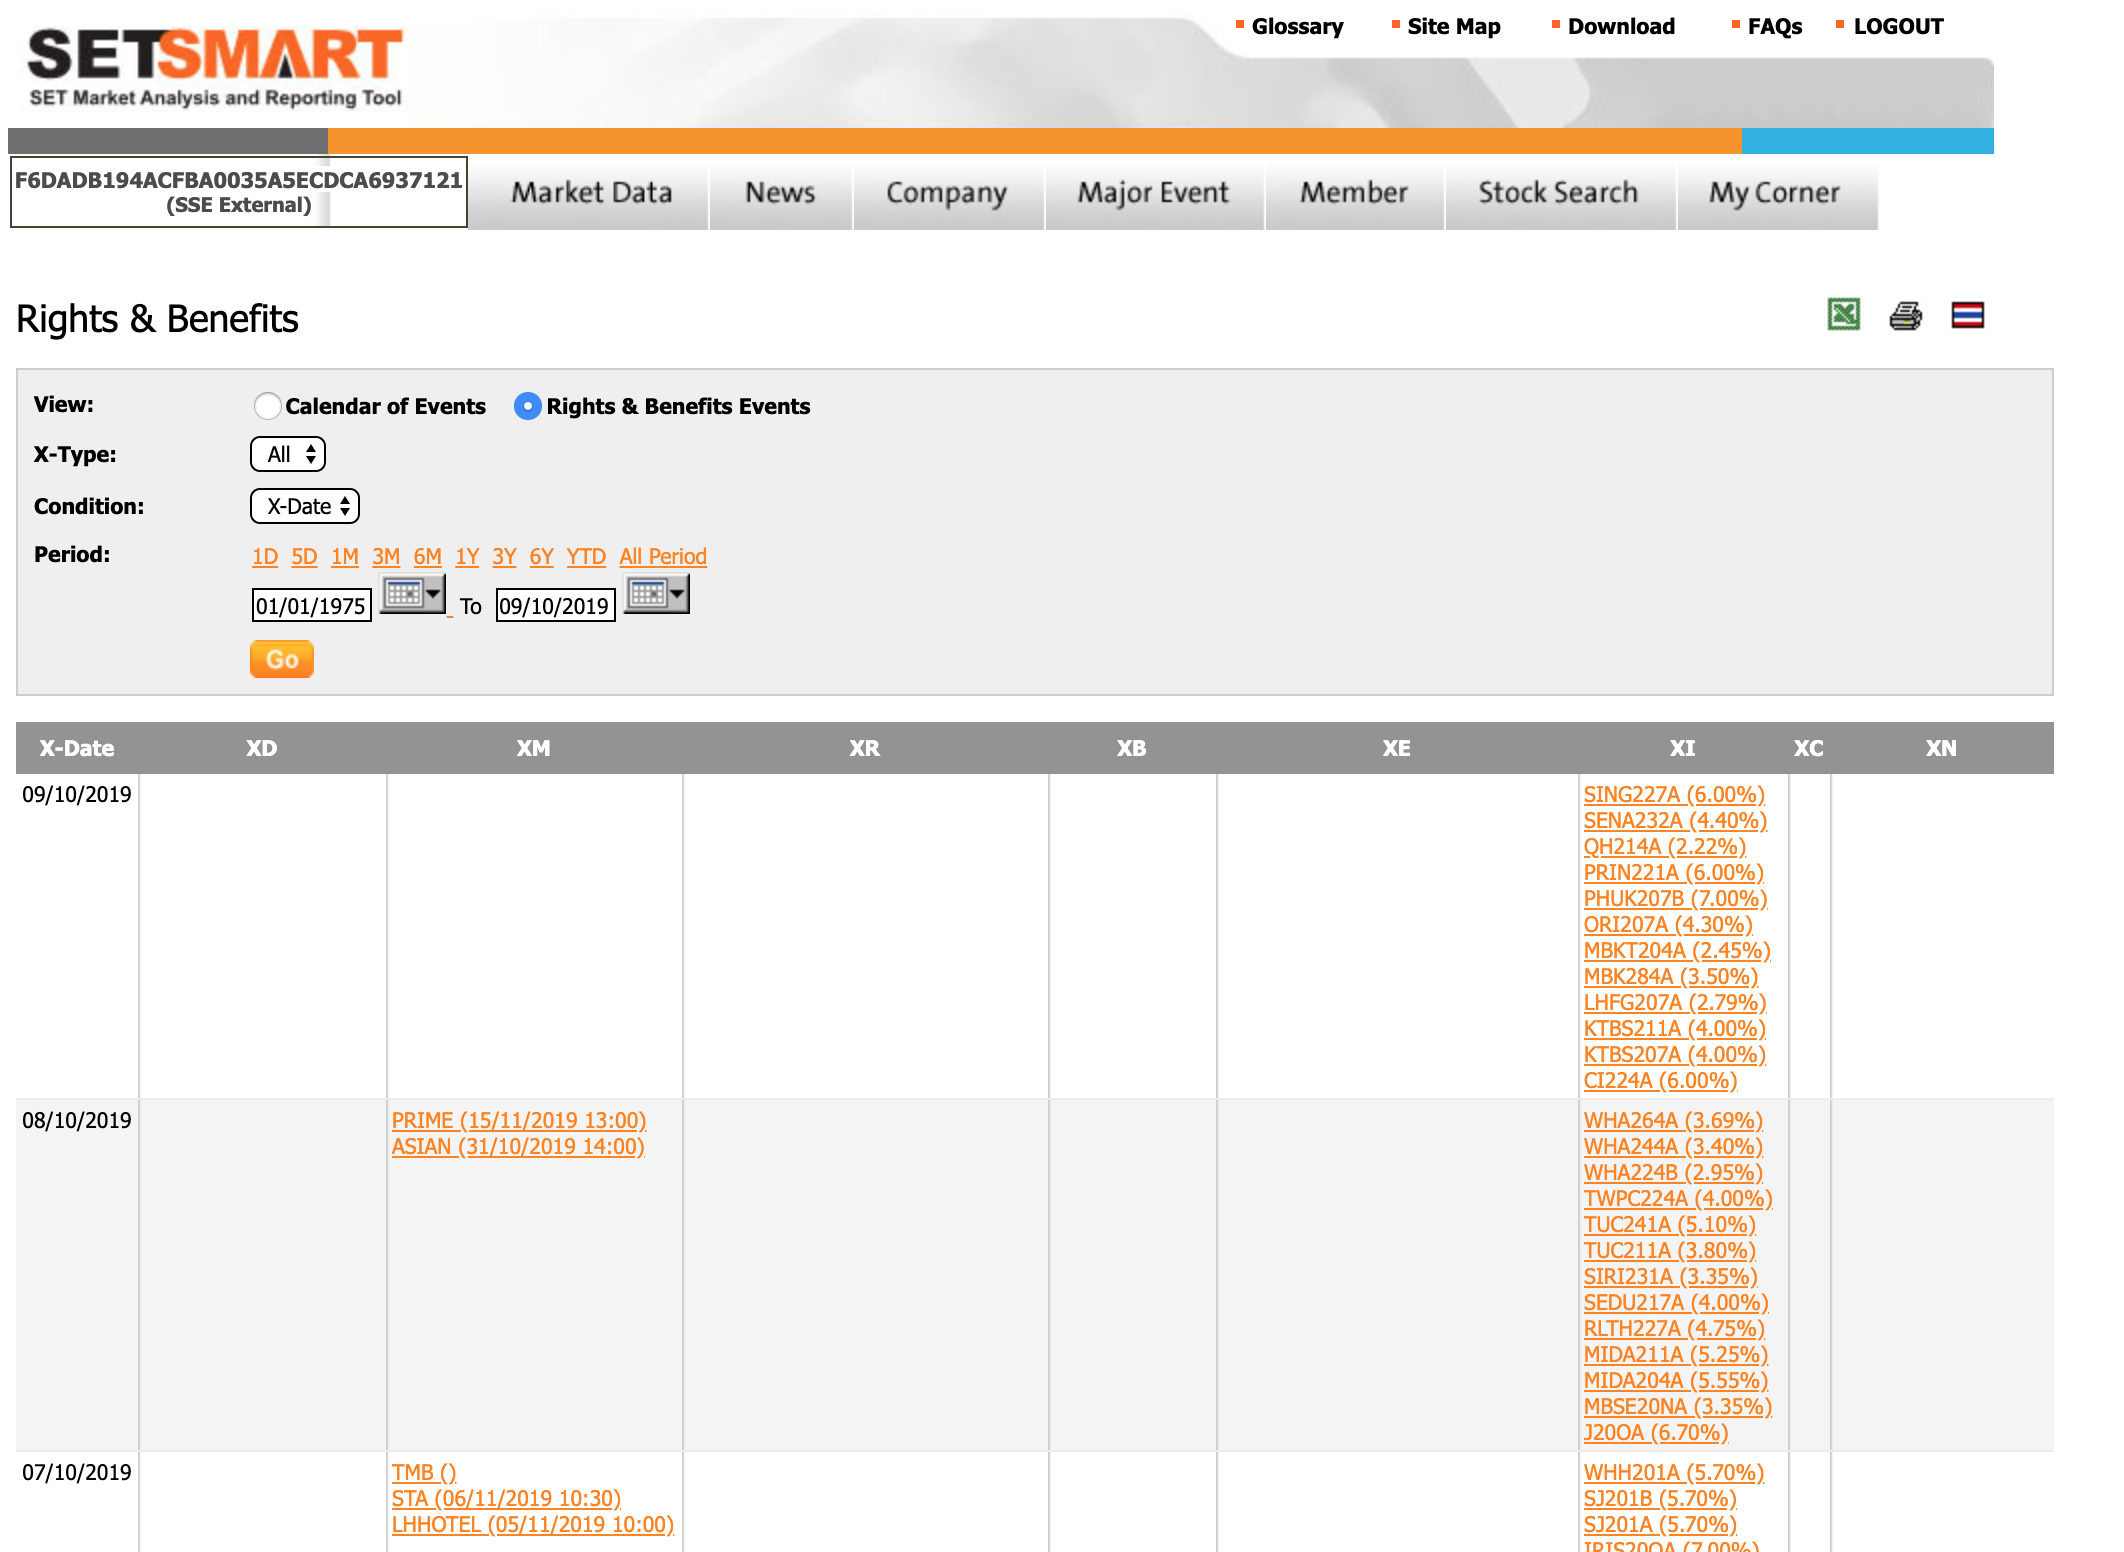 Glossary Site Map Download FAQs LOGOUT
SETSMART
SET Market Analysis and Reporting Tool
F6DADB194ACFBA0035A5ECDCA6937121
(SSE External)
Market Data News Company Major Event Member Stock Search My Corner
Rights & Benefits
View: Calendar of Events Rights & Benefits Events
X-Type: All
Condition: X-Date
Period: 1D 5D 1M 3M 6M 1Y 3Y 6Y YTD All Period
01/01/1975 To 09/10/2019
Go
X-Date XD XM XR XB XE XI XC XN
09/10/2019 SING227A (6.00%)
SENA232A (4.40%)
QH214A (2.22%)
PRIN221A (6.00%)
PHUK207B (7.00%)
ORI207A (4.30%)
MBKT204A (2.45%)
MBK284A (3.50%)
LHFG207A (2.79%)
KTBS211A (4.00%)
KTBS207A (4.00%)
CI224A (6.00%)
08/10/2019 PRIME (15/11/2019 13:00) WHA264A (3.69%)
ASIAN (31/10/2019 14:00) WHA244A (3.40%)
WHA224B (2.95%)
TWPC224A (4.00%)
TUC241A (5.10%)
TUC211A (3.80%)
SIRI231A (3.35%)
SEDU217A (4.00%)
RLTH227A (4.75%)
MIDA211A (5.25%)
MIDA204A (5.55%)
MBSE20NA (3.35%)
J20OA (6.70%)
07/10/2019 TMB () WHH201A (5.70%)
STA (06/11/2019 10:30) SJ201B (5.70%)
LHHOTEL (05/11/2019 10:00) SJ201A (5.70%)
IRIS20OA (7.00%)